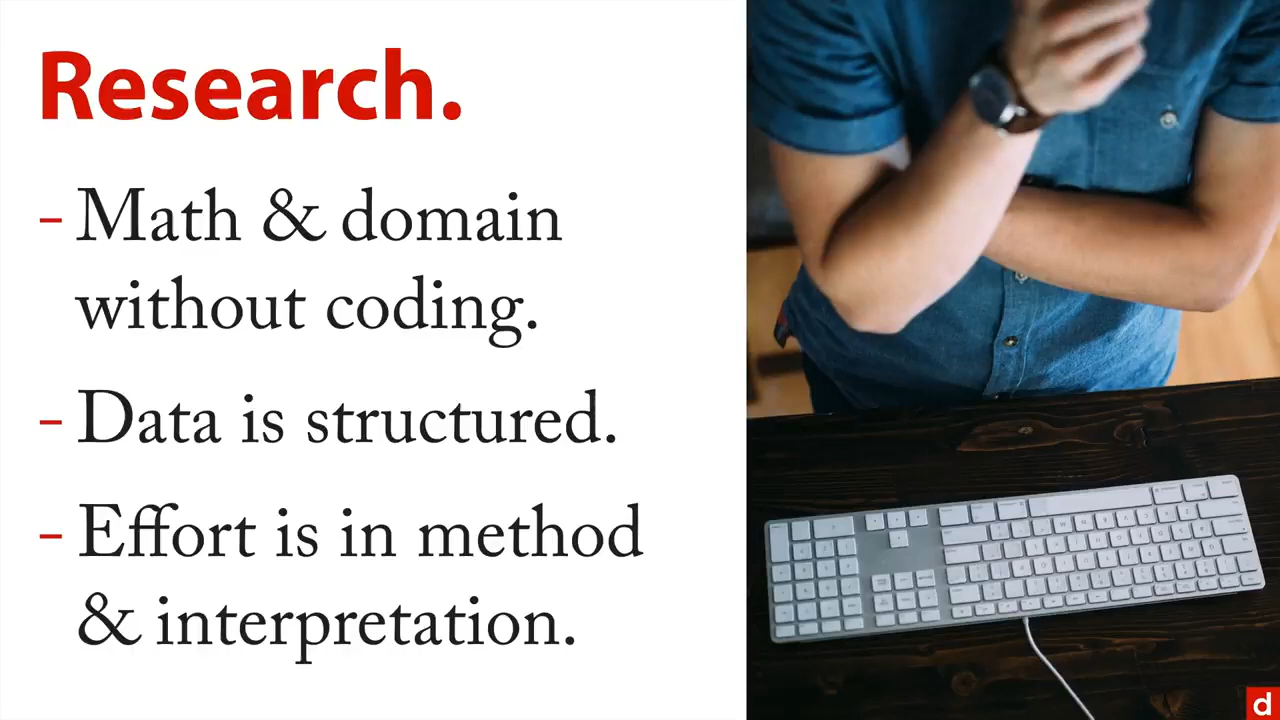 Research.
- Math & domain
without coding.
- Data is structured.
- Effort is in method
& interpretation.
d